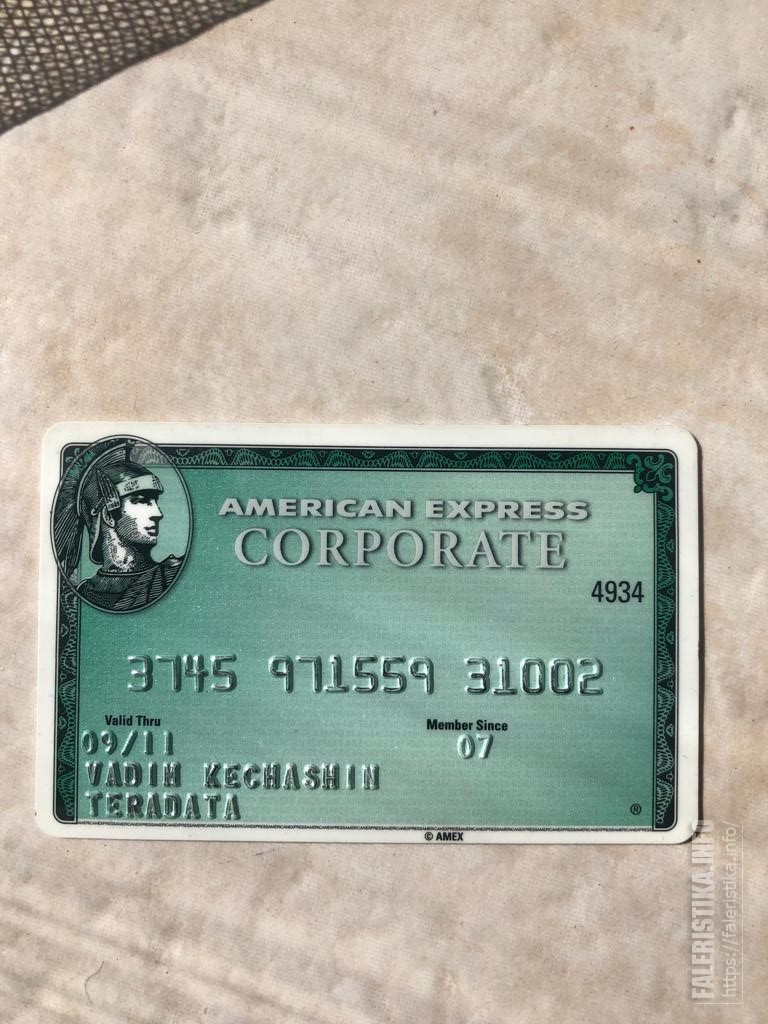 AMERICAN EXPRESS
CORPORATE
4934
3745 971559 31002
Valid Thru
Member Since
09/11
07
VADIM KECHASHIN
TERADATA
®
© AMEX
FALERISTIKA.INFO
https://faleristika.info/